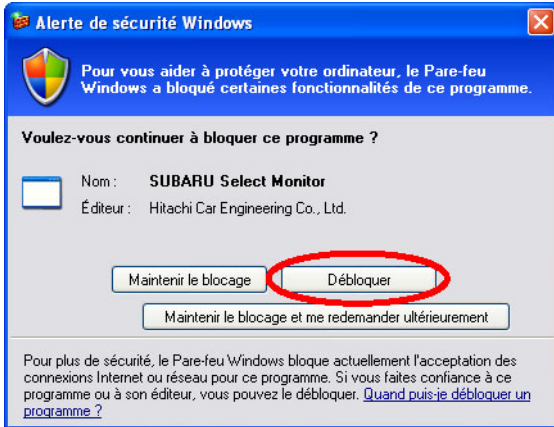 Alerte de sécurité Windows
Pour vous aider à protéger votre ordinateur, le Pare-feu
Windows a bloqué certaines fonctionnalités de ce programme.
Voulez-vous continuer à bloquer ce programme ?
Nom : SUBARU Select Monitor
Éditeur : Hitachi Car Engineering Co., Ltd.
Maintenir le blocage Débloquer
Maintenir le blocage et me redemander ultérieurement
Pour plus de sécurité, le Pare-feu Windows bloque actuellement l'acceptation des
connexions Internet ou réseau pour ce programme. Si vous faites confiance à ce
programme ou à son éditeur, vous pouvez le débloquer. Quand puis-je débloquer un
programme ?